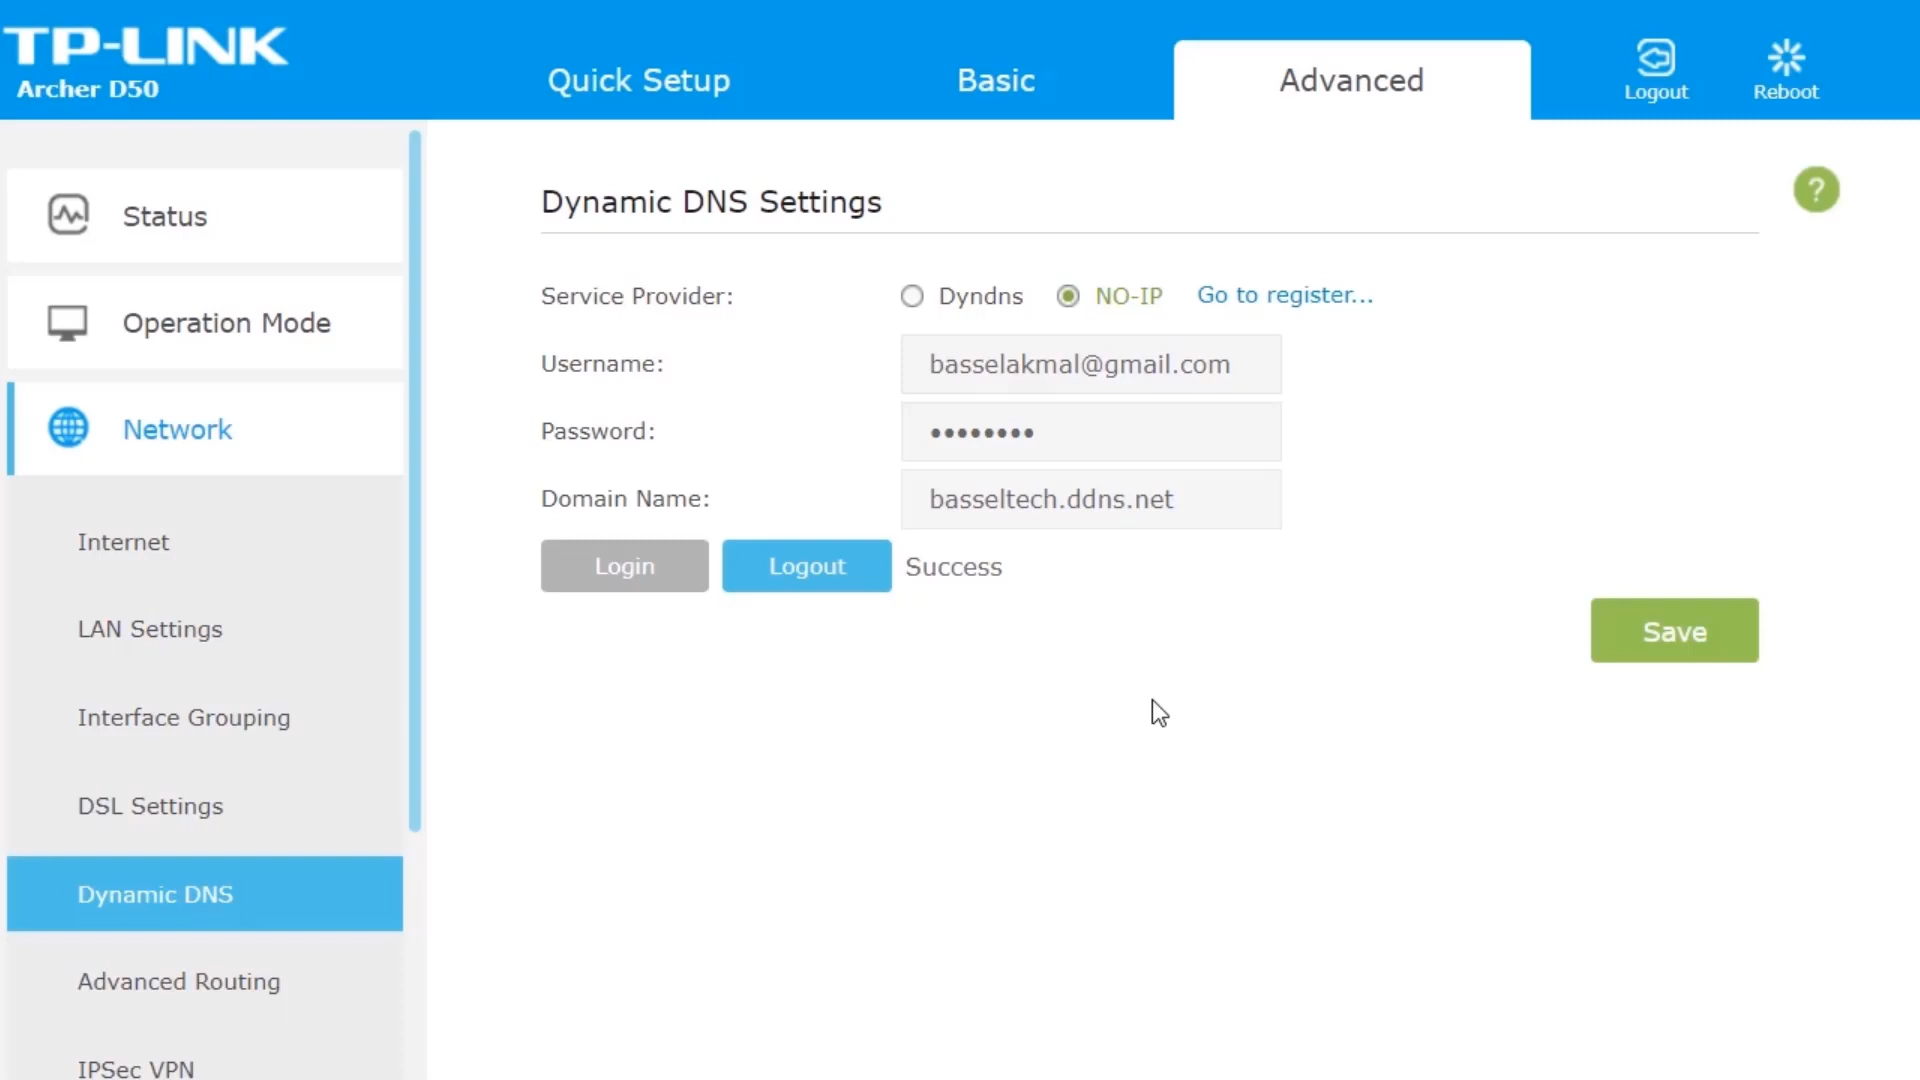 TP-LINK
Archer D50
Quick Setup
Basic
Advanced
Logout
Reboot
Status
Operation Mode
Network
Internet
LAN Settings
Interface Grouping
DSL Settings
Dynamic DNS
Advanced Routing
IPSec VPN
Dynamic DNS Settings
?
Service Provider: Dyndns NO-IP Go to register...
Username: basselakmal@gmail.com
Password: ••••••••
Domain Name: basseltech.ddns.net
Login Logout Success
Save